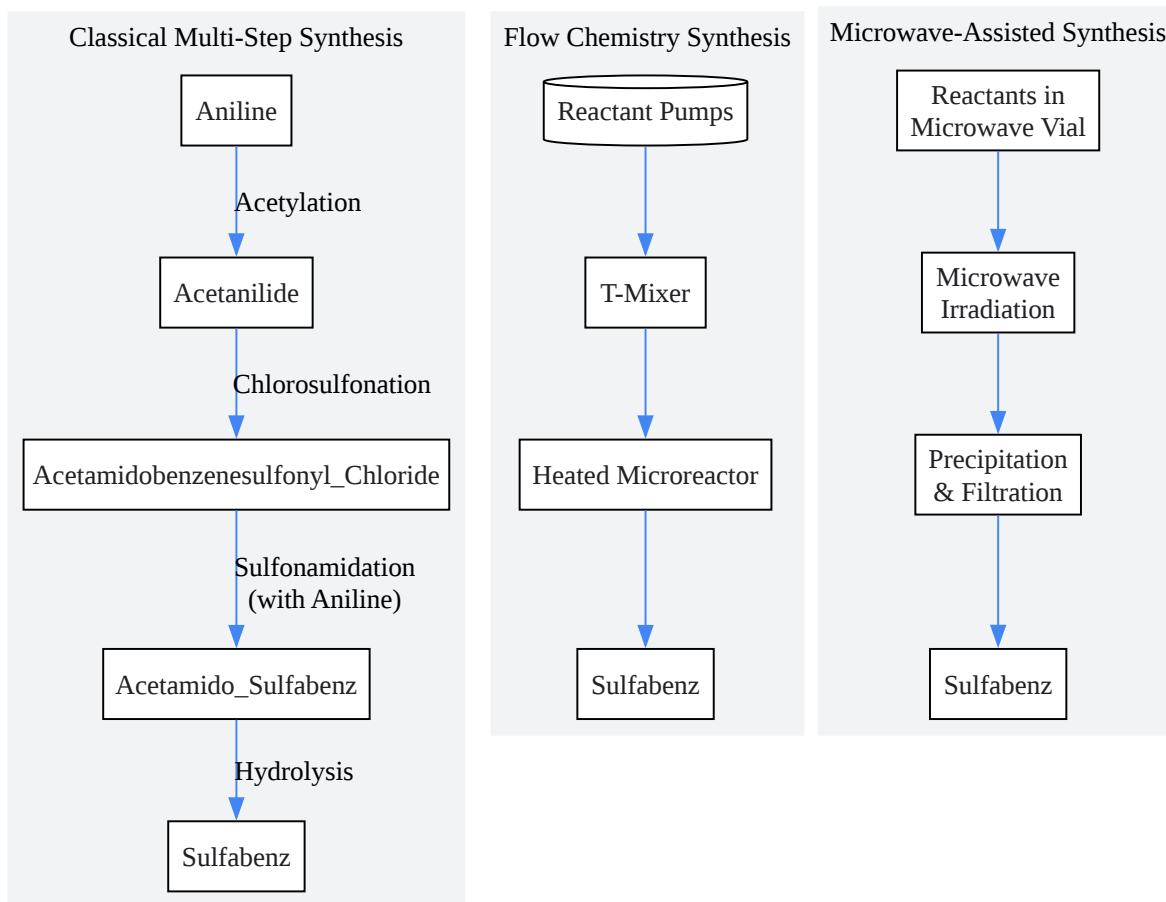 Classical Multi-Step Synthesis
Aniline
Acetylation
Acetanilide
Chlorosulfonation
Acetamidobenzenesulfonyl_Chloride
Sulfonamidation
(with Aniline)
Acetamido_Sulfabenz
Hydrolysis
Sulfabenz
Flow Chemistry Synthesis
Reactant Pumps
T-Mixer
Heated Microreactor
Sulfabenz
Microwave-Assisted Synthesis
Reactants in
Microwave Vial
Microwave
Irradiation
Precipitation
& Filtration
Sulfabenz